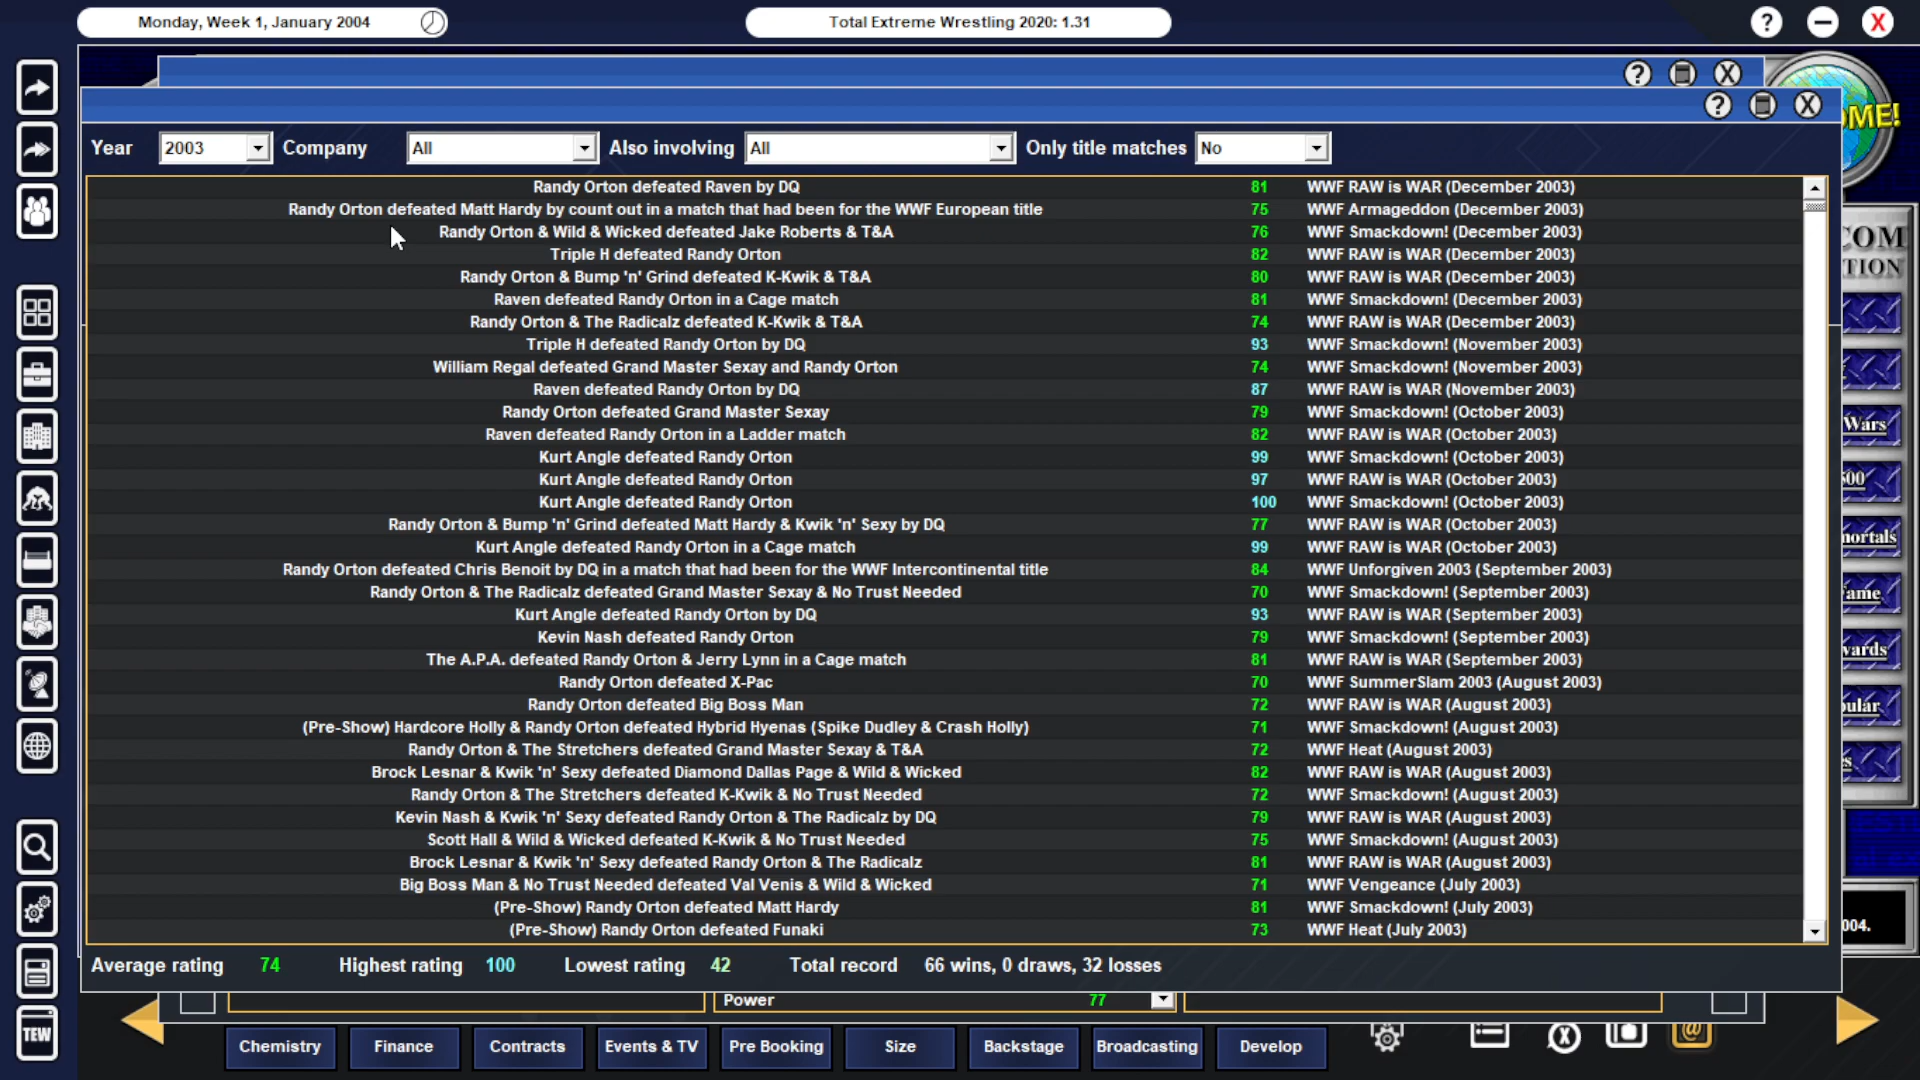 Monday, Week 1, January 2004
Total Extreme Wrestling 2020: 1.31
? X
? X
? X
OME!
Year 2003 Company All Also involving All Only title matches No
Randy Orton defeated Raven by DQ 81 WWF RAW is WAR (December 2003)
Randy Orton defeated Matt Hardy by count out in a match that had been for the WWF European title 75 WWF Armageddon (December 2003)
Randy Orton & Wild & Wicked defeated Jake Roberts & T&A 76 WWF Smackdown! (December 2003)
Triple H defeated Randy Orton 82 WWF RAW is WAR (December 2003)
Randy Orton & Bump 'n' Grind defeated K-Kwik & T&A 80 WWF RAW is WAR (December 2003)
Raven defeated Randy Orton in a Cage match 81 WWF Smackdown! (December 2003)
Randy Orton & The Radicalz defeated K-Kwik & T&A 74 WWF RAW is WAR (December 2003)
Triple H defeated Randy Orton by DQ 93 WWF Smackdown! (November 2003)
William Regal defeated Grand Master Sexay and Randy Orton 74 WWF Smackdown! (November 2003)
Raven defeated Randy Orton by DQ 87 WWF RAW is WAR (November 2003)
Randy Orton defeated Grand Master Sexay 79 WWF Smackdown! (October 2003)
Raven defeated Randy Orton in a Ladder match 82 WWF RAW is WAR (October 2003)
Kurt Angle defeated Randy Orton 99 WWF Smackdown! (October 2003)
Kurt Angle defeated Randy Orton 97 WWF RAW is WAR (October 2003)
Kurt Angle defeated Randy Orton 100 WWF Smackdown! (October 2003)
Randy Orton & Bump 'n' Grind defeated Matt Hardy & Kwik 'n' Sexy by DQ 77 WWF RAW is WAR (October 2003)
Kurt Angle defeated Randy Orton in a Cage match 99 WWF RAW is WAR (October 2003)
Randy Orton defeated Chris Benoit by DQ in a match that had been for the WWF Intercontinental title 84 WWF Unforgiven 2003 (September 2003)
Randy Orton & The Radicalz defeated Grand Master Sexay & No Trust Needed 70 WWF Smackdown! (September 2003)
Kurt Angle defeated Randy Orton by DQ 93 WWF RAW is WAR (September 2003)
Kevin Nash defeated Randy Orton 79 WWF Smackdown! (September 2003)
The A.P.A. defeated Randy Orton & Jerry Lynn in a Cage match 81 WWF RAW is WAR (September 2003)
Randy Orton defeated X-Pac 70 WWF SummerSlam 2003 (August 2003)
Randy Orton defeated Big Boss Man 72 WWF RAW is WAR (August 2003)
(Pre-Show) Hardcore Holly & Randy Orton defeated Hybrid Hyenas (Spike Dudley & Crash Holly) 71 WWF Smackdown! (August 2003)
Randy Orton & The Stretchers defeated Grand Master Sexay & T&A 72 WWF Heat (August 2003)
Brock Lesnar & Kwik 'n' Sexy defeated Diamond Dallas Page & Wild & Wicked 82 WWF RAW is WAR (August 2003)
Randy Orton & The Stretchers defeated K-Kwik & No Trust Needed 72 WWF Smackdown! (August 2003)
Kevin Nash & Kwik 'n' Sexy defeated Randy Orton & The Radicalz by DQ 79 WWF RAW is WAR (August 2003)
Scott Hall & Wild & Wicked defeated K-Kwik & No Trust Needed 75 WWF Smackdown! (August 2003)
Brock Lesnar & Kwik 'n' Sexy defeated Randy Orton & The Radicalz 81 WWF RAW is WAR (August 2003)
Big Boss Man & No Trust Needed defeated Val Venis & Wild & Wicked 71 WWF Vengeance (July 2003)
(Pre-Show) Randy Orton defeated Matt Hardy 81 WWF Smackdown! (July 2003)
(Pre-Show) Randy Orton defeated Funaki 73 WWF Heat (July 2003)
COM
TION
Wars
500
mortals
ame
wards
pular
s
004.
Average rating 74 Highest rating 100 Lowest rating 42 Total record 66 wins, 0 draws, 32 losses
Power 77
TEW
Chemistry Finance Contracts Events & TV Pre Booking Size Backstage Broadcasting Develop
X @